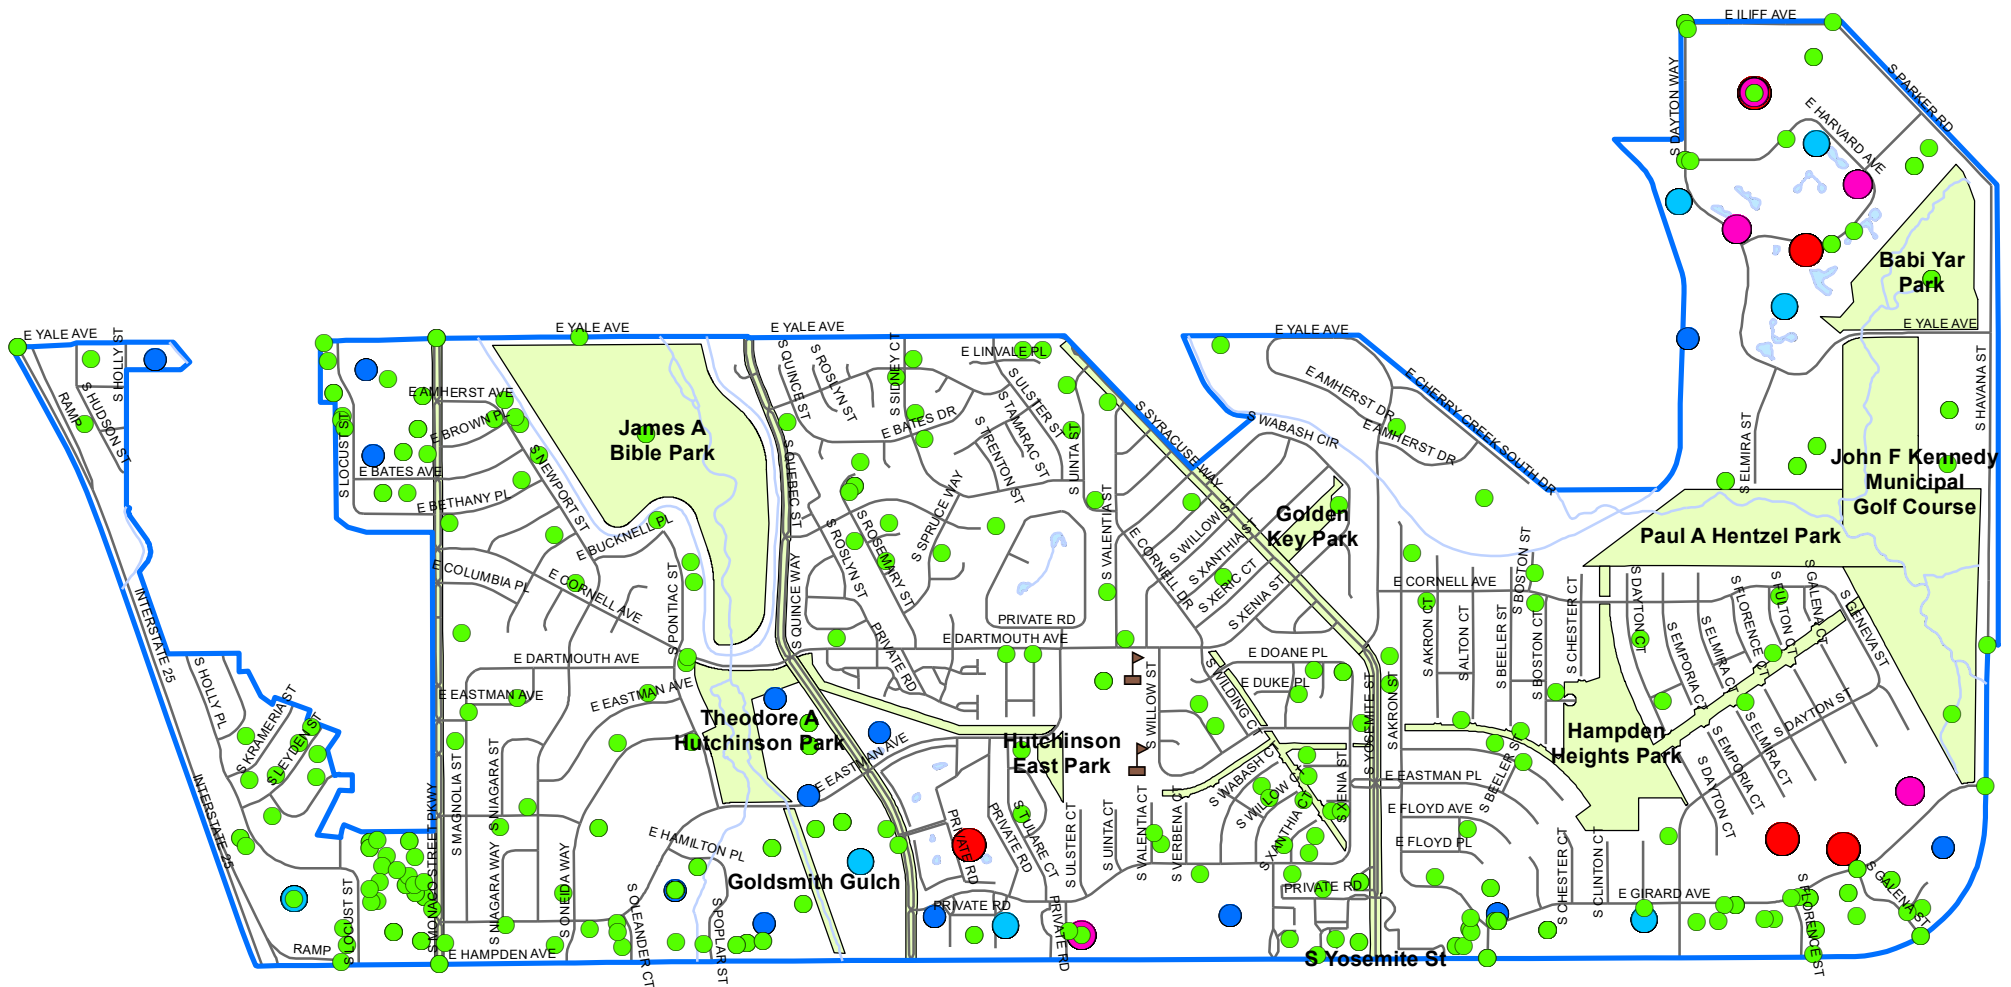 E ILIFF AVE
S PARKER RD
S DAYTON WAY
E HARVARD AVE
Babi Yar
Park
E YALE AVE
E YALE AVE
E YALE AVE
E YALE AVE
E YALE AVE
S HOLLY ST
S HUDSON ST
RAMP
S LOCUST ST
E AMHERST AVE
E BROWN PL
E BATES AVE
E BETHANY PL
S NEWPORT ST
James A
Bible Park
S QUINCE ST
S ROSLYN ST
S SIDNEY CT
E BATES DR
E LINVALE PL
S ULSTER ST
S TAMARAC ST
S TRENTON ST
S UINTA ST
S SYRACUSE WAY
S WABASH CIR
E AMHERST DR
E AMHERST DR
E CHERRY CREEK SOUTH DR
S ELMIRA ST
S HAVANA ST
John F Kennedy
Municipal
Golf Course
Paul A Hentzel Park
Golden
Key Park
S QUEBEC ST
S ROSLYN ST
S ROSEMARY ST
S SPRUCE WAY
S VALENTIA ST
E CORNELL DR
S WILLOW ST
S XANTHIA ST
S XERIC CT
S XENIA ST
E BUCKNELL PL
E COLUMBIA PL
E CORNELL AVE
S PONTIAC ST
S QUINCE WAY
PRIVATE RD
PRIVATE RD
E DARTMOUTH AVE
E DARTMOUTH AVE
E CORNELL AVE
S AKRON CT
S ALTON CT
S BEELER ST
S BOSTON ST
S BOSTON CT
S CHESTER CT
S DAYTON CT
S EMPORIA CT
S ELMIRA CT
S FLORENCE CT
S FULTON CT
S GALENA CT
S GENEVA ST
INTERSTATE 25
S HOLLY PL
S KRAMERIA ST
S LEYDEN ST
E EASTMAN AVE
E EASTMAN AVE
Theodore A
Hutchinson Park
E EASTMAN AVE
Hutchinson
East Park
S WILLOW ST
S WILDING CT
E DOANE PL
E DUKE PL
S YOSEMITE ST
S AKRON ST
Hampden
Heights Park
S DAYTON ST
S EMPORIA CT
S ELMIRA CT
S DAYTON CT
INTERSTATE 25
S MONACO STREET PKWY
S MAGNOLIA ST
S NIAGARA ST
S NIAGARA WAY
S ONEIDA WAY
E HAMILTON PL
Goldsmith Gulch
PRIVATE RD
PRIVATE RD
S TULARE CT
S ULSTER CT
S UINTA CT
S VALENTIA CT
S VERBENA CT
S WABASH CT
S WILLOW CT
S XANTHIA CT
S XENIA ST
E EASTMAN PL
S BEELER ST
E FLOYD AVE
E FLOYD PL
PRIVATE RD
PRIVATE RD
PRIVATE RD
S CHESTER CT
S CLINTON CT
E GIRARD AVE
S FLORENCE ST
S GALENA ST
RAMP
S LOCUST ST
E HAMPDEN AVE
S OLEANDER CT
S POPLAR ST
S Yosemite St